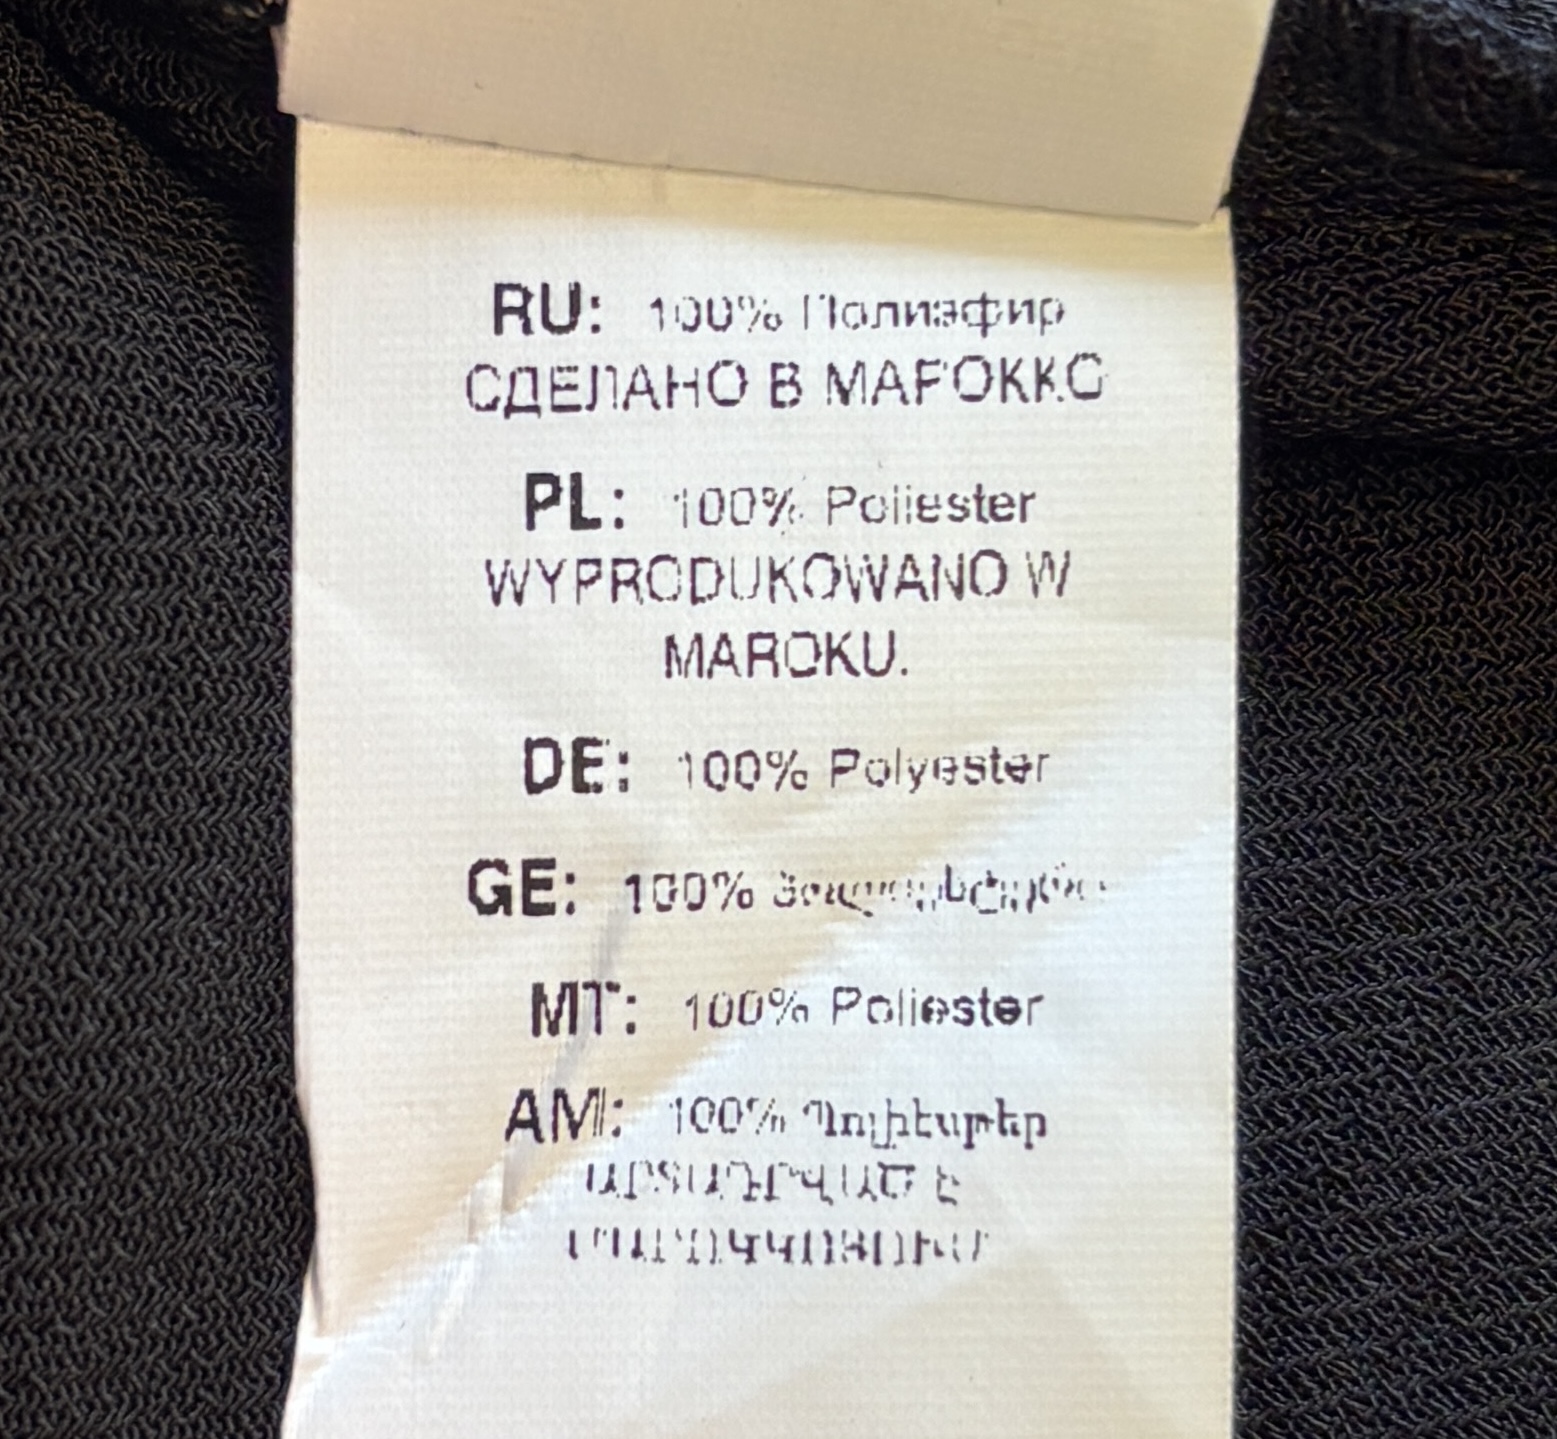 RU: 100% Полиэфир
СДЕЛАНО В МАРОККО
PL: 100% Poliester
WYPRODUKOWANO W
MAROKU.
DE: 100% Polyester
GE: 100%
MT: 100% Poliester
AM: 100% Պոլիէսթեր
ԱՐՏԱԴՐՎԱԾ Է
ՄԱՐՈԿԿՈՅՈՒՄ